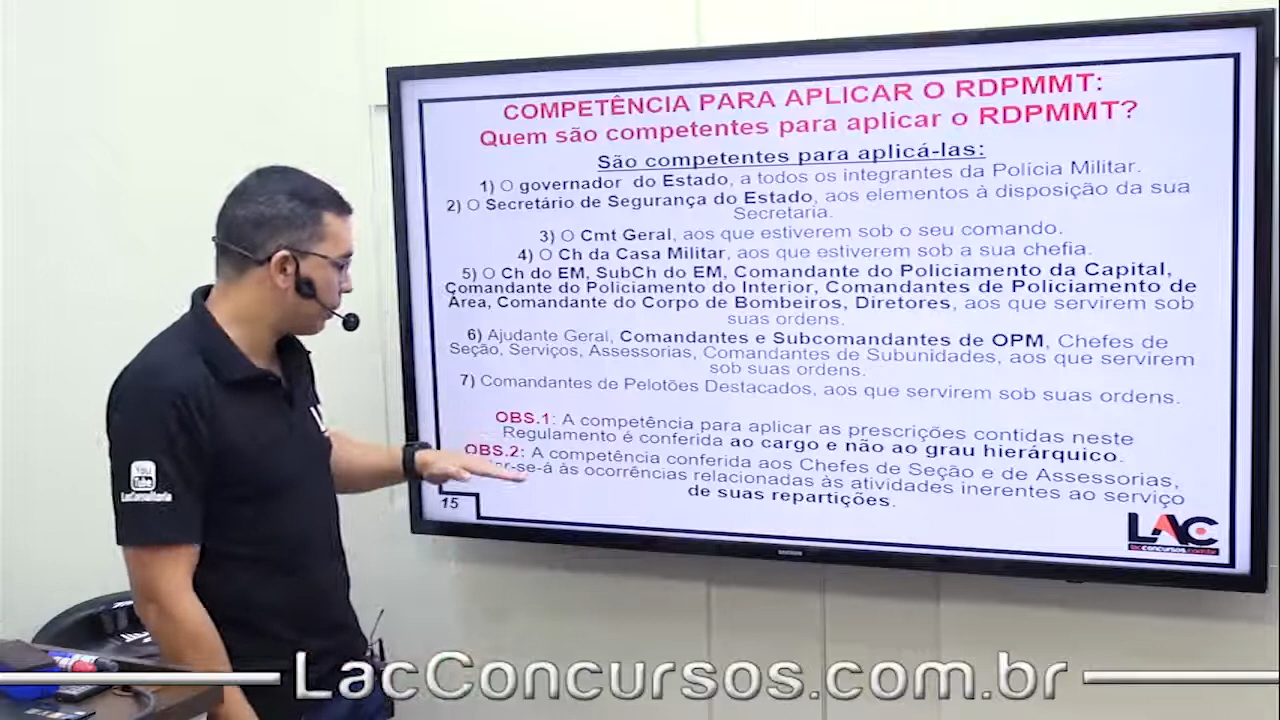 COMPETÊNCIA PARA APLICAR O RDPMMT:
Quem são competentes para aplicar o RDPMMT?
São competentes para aplicá-las:
1) O governador do Estado, a todos os integrantes da Polícia Militar.
2) O Secretário de Segurança do Estado, aos elementos à disposição da sua
Secretaria.
3) O Cmt Geral, aos que estiverem sob o seu comando.
4) O Ch da Casa Militar, aos que estiverem sob a sua chefia.
5) O Ch do EM, SubCh do EM, Comandante do Policiamento da Capital,
Comandante do Policiamento do Interior, Comandantes de Policiamento de
Área, Comandante do Corpo de Bombeiros, Diretores, aos que servirem sob
suas ordens.
6) Ajudante Geral, Comandantes e Subcomandantes de OPM, Chefes de
Seção, Serviços, Assessorias, Comandantes de Subunidades, aos que servirem
sob suas ordens.
7) Comandantes de Pelotões Destacados, aos que servirem sob suas ordens.
OBS.1: A competência para aplicar as prescrições contidas neste
Regulamento é conferida ao cargo e não ao grau hierárquico.
OBS.2: A competência conferida aos Chefes de Seção e de Assessorias,
-se-á às ocorrências relacionadas às atividades inerentes ao serviço
de suas repartições.
15
LAC
lacconcursos.com.br
SAMSUNG
You
Tube
LacConcursos.com.br